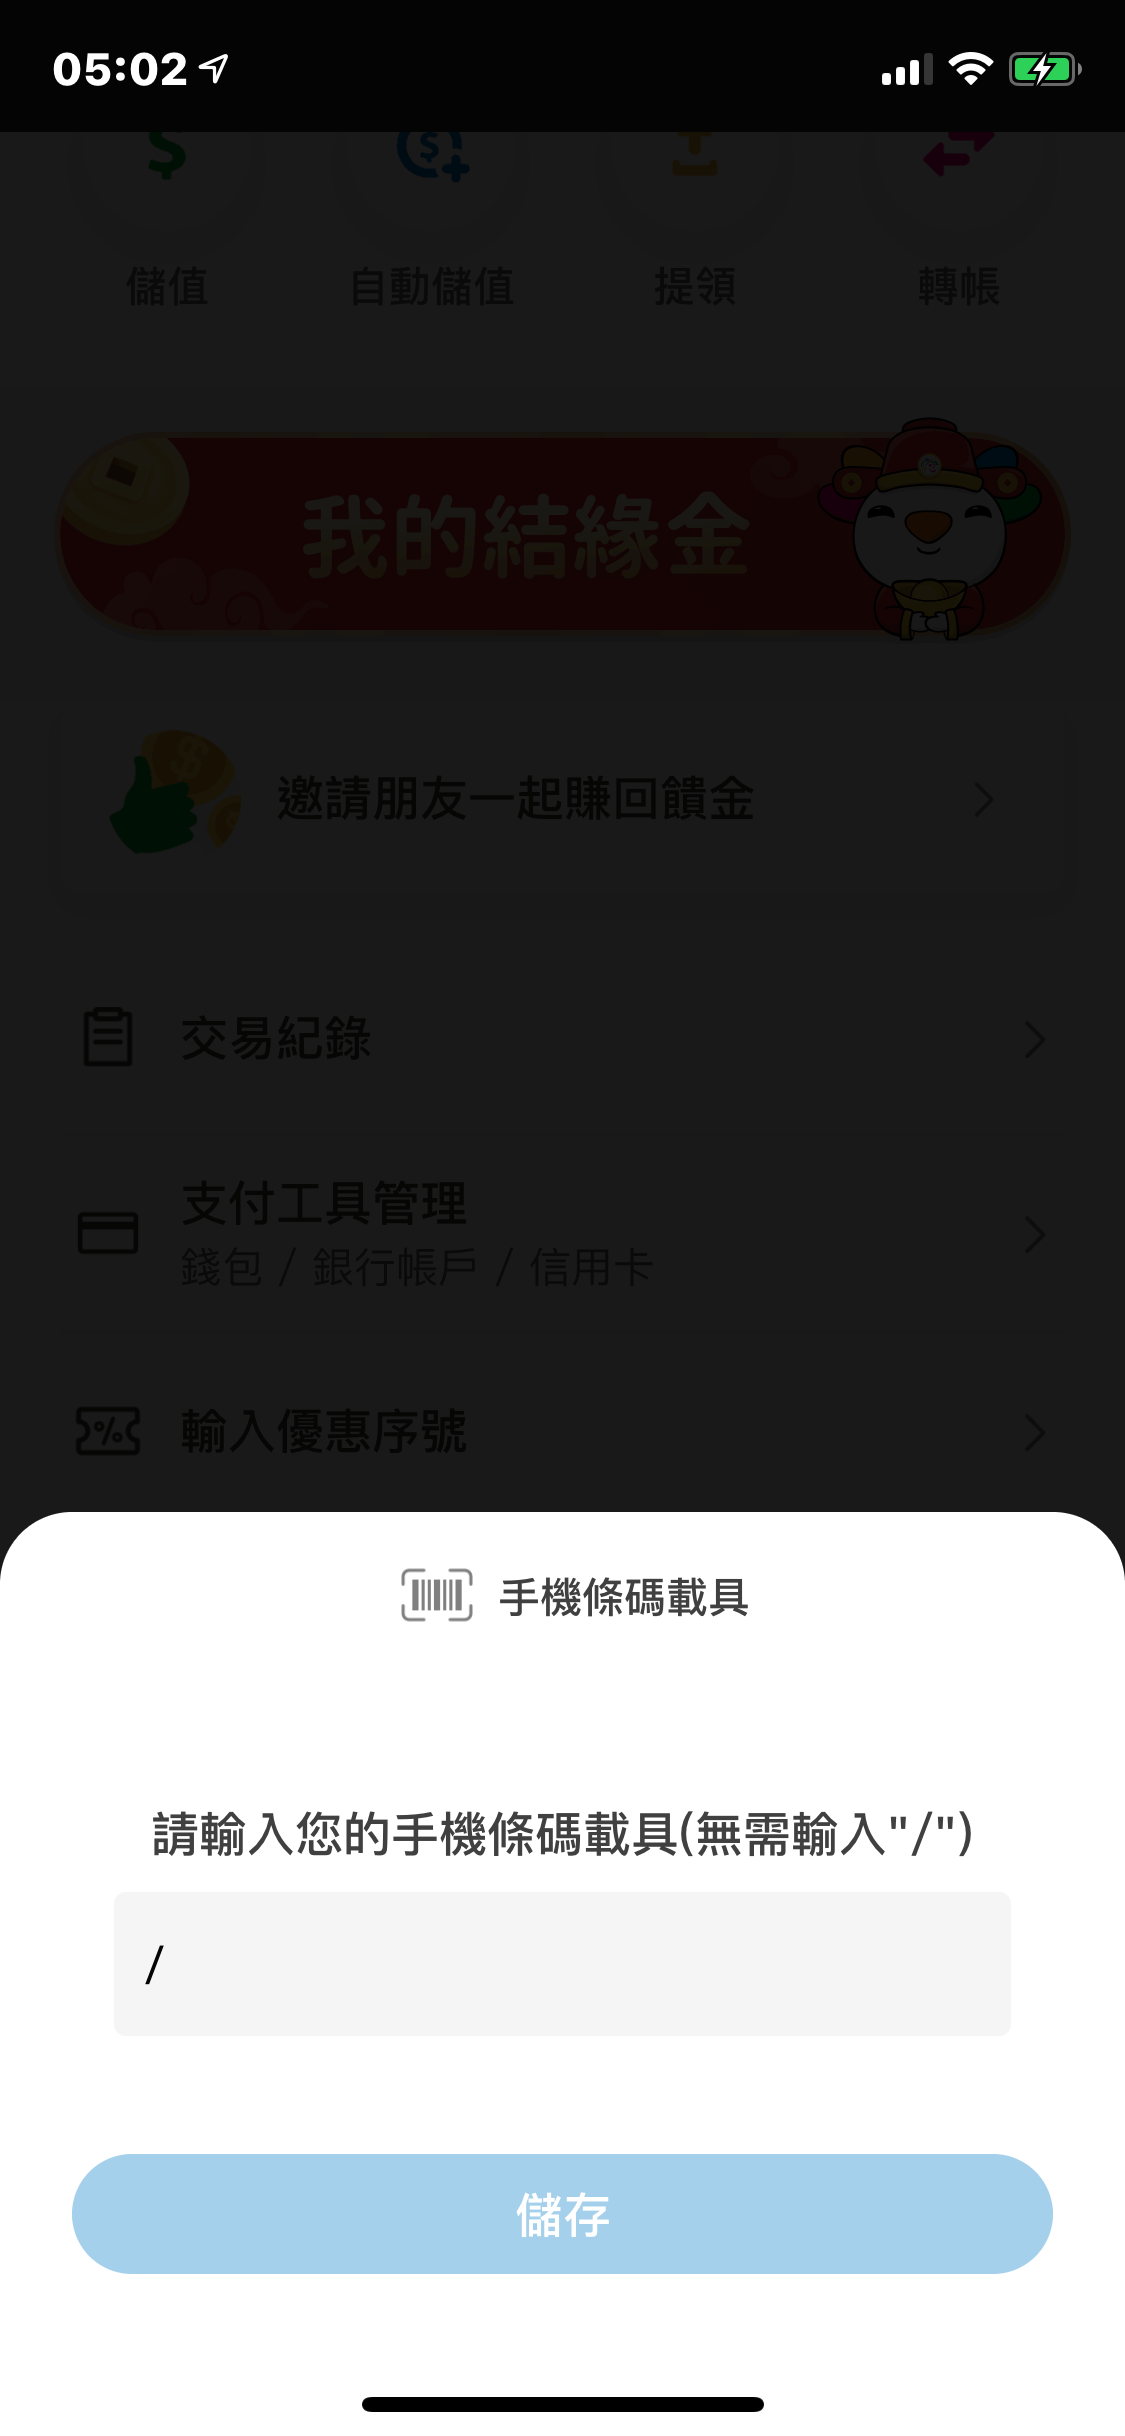 05:02
儲值
自動儲值
提領
轉帳
我的結緣金
邀請朋友一起賺回饋金
交易紀錄
支付工具管理
錢包 / 銀行帳戶 / 信用卡
輸入優惠序號
手機條碼載具
請輸入您的手機條碼載具(無需輸入"/")
/
儲存